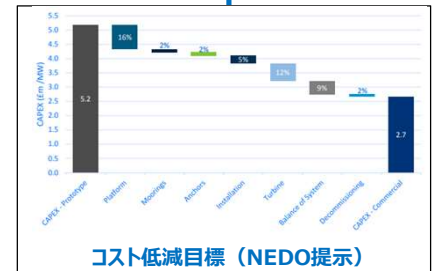 5.5
5.0
4.5
4.0
3.5
3.0
2.5
2.0
1.5
1.0
0.5
0.0
CAPEX (£m /MW)
5.2
16%
2%
2%
5%
12%
9%
2%
2.7
CAPEX - Prototype
Platform
Moorings
Anchors
Installation
Turbine
Balance of System
Decommissioning
CAPEX - Commercial
コスト低減目標（NEDO提示）